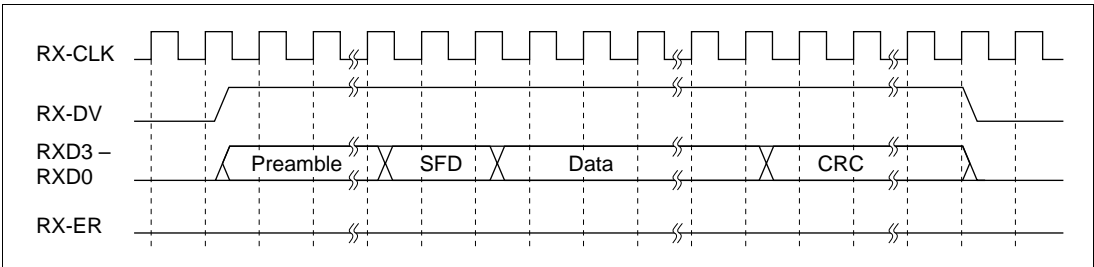 RX-CLK
RX-DV
RXD3 –
RXD0
Preamble SFD Data CRC
RX-ER